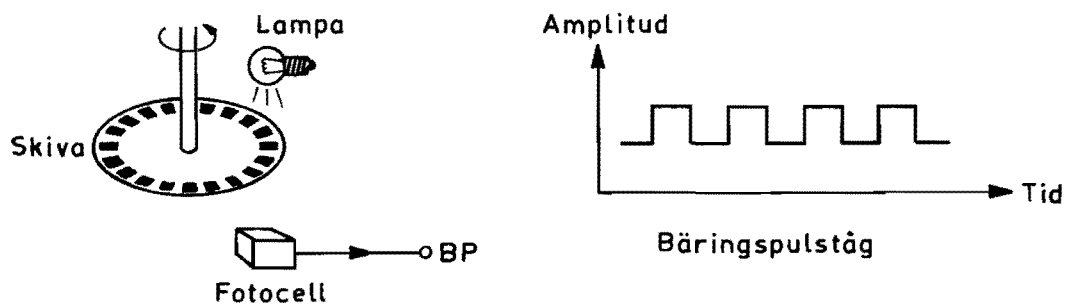 Lampa
Skiva
Fotocell
BP
Amplitud
Tid
Bäringspulståg